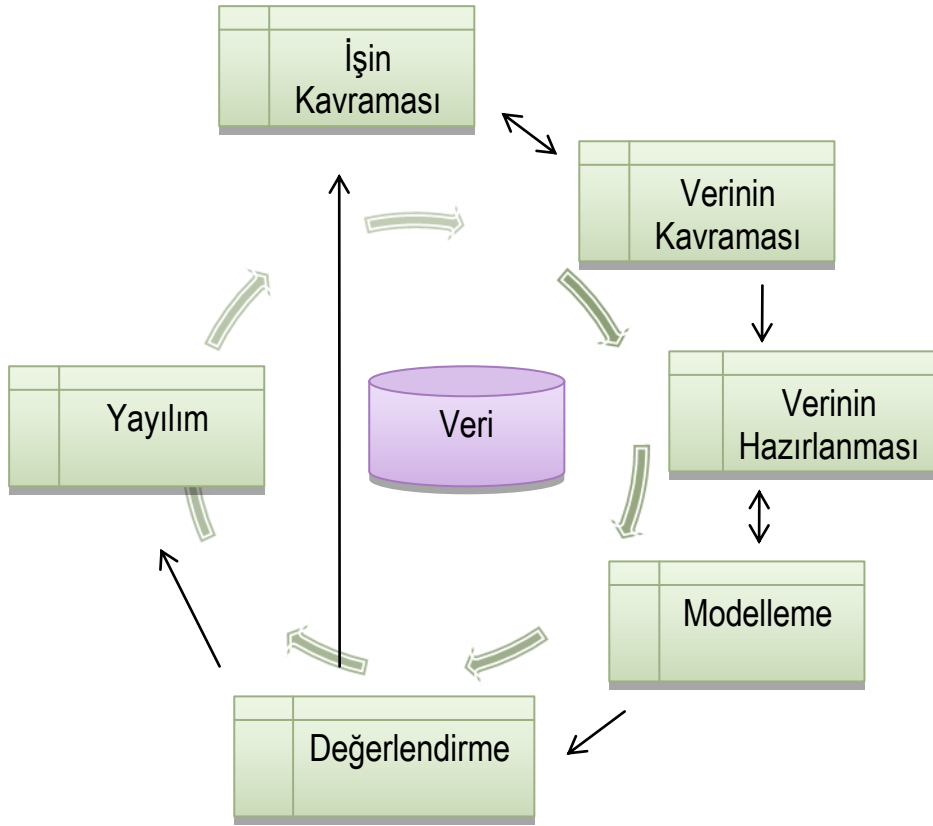 İşin
Kavraması
Verinin
Kavraması
Verinin
Hazırlanması
Modelleme
Değerlendirme
Yayılım
Veri